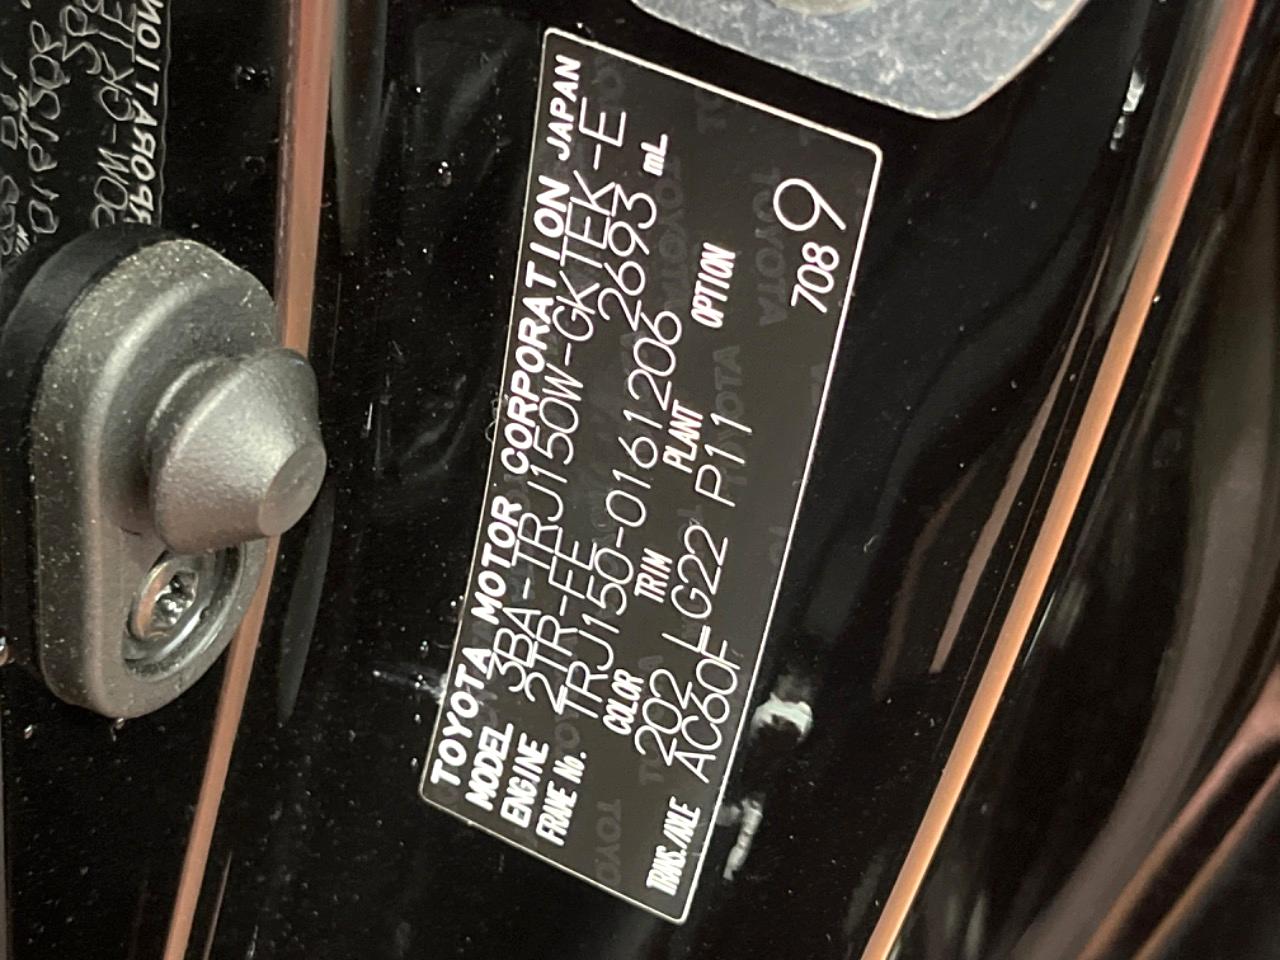 TOYOTA MOTOR CORPORATION JAPAN
MODEL 3BA-TRJ150W-GKTEK-E
ENGINE 2TR-FE 2693 mL
FRAME No. TRJ150-0161206
COLOR TRIM PLANT OPTION
202 LG22 P11
TRANS./AXLE AC60F
7089